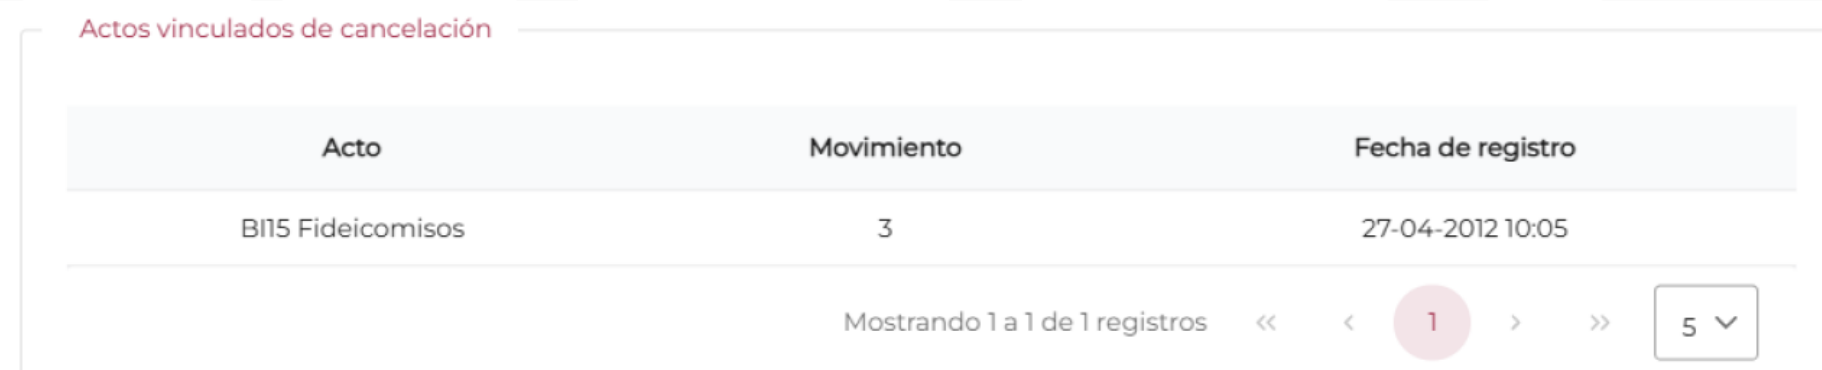 Actos vinculados de cancelación
Acto Movimiento Fecha de registro
BI15 Fideicomisos 3 27-04-2012 10:05
Mostrando 1 a 1 de 1 registros « ‹ 1 › » 5